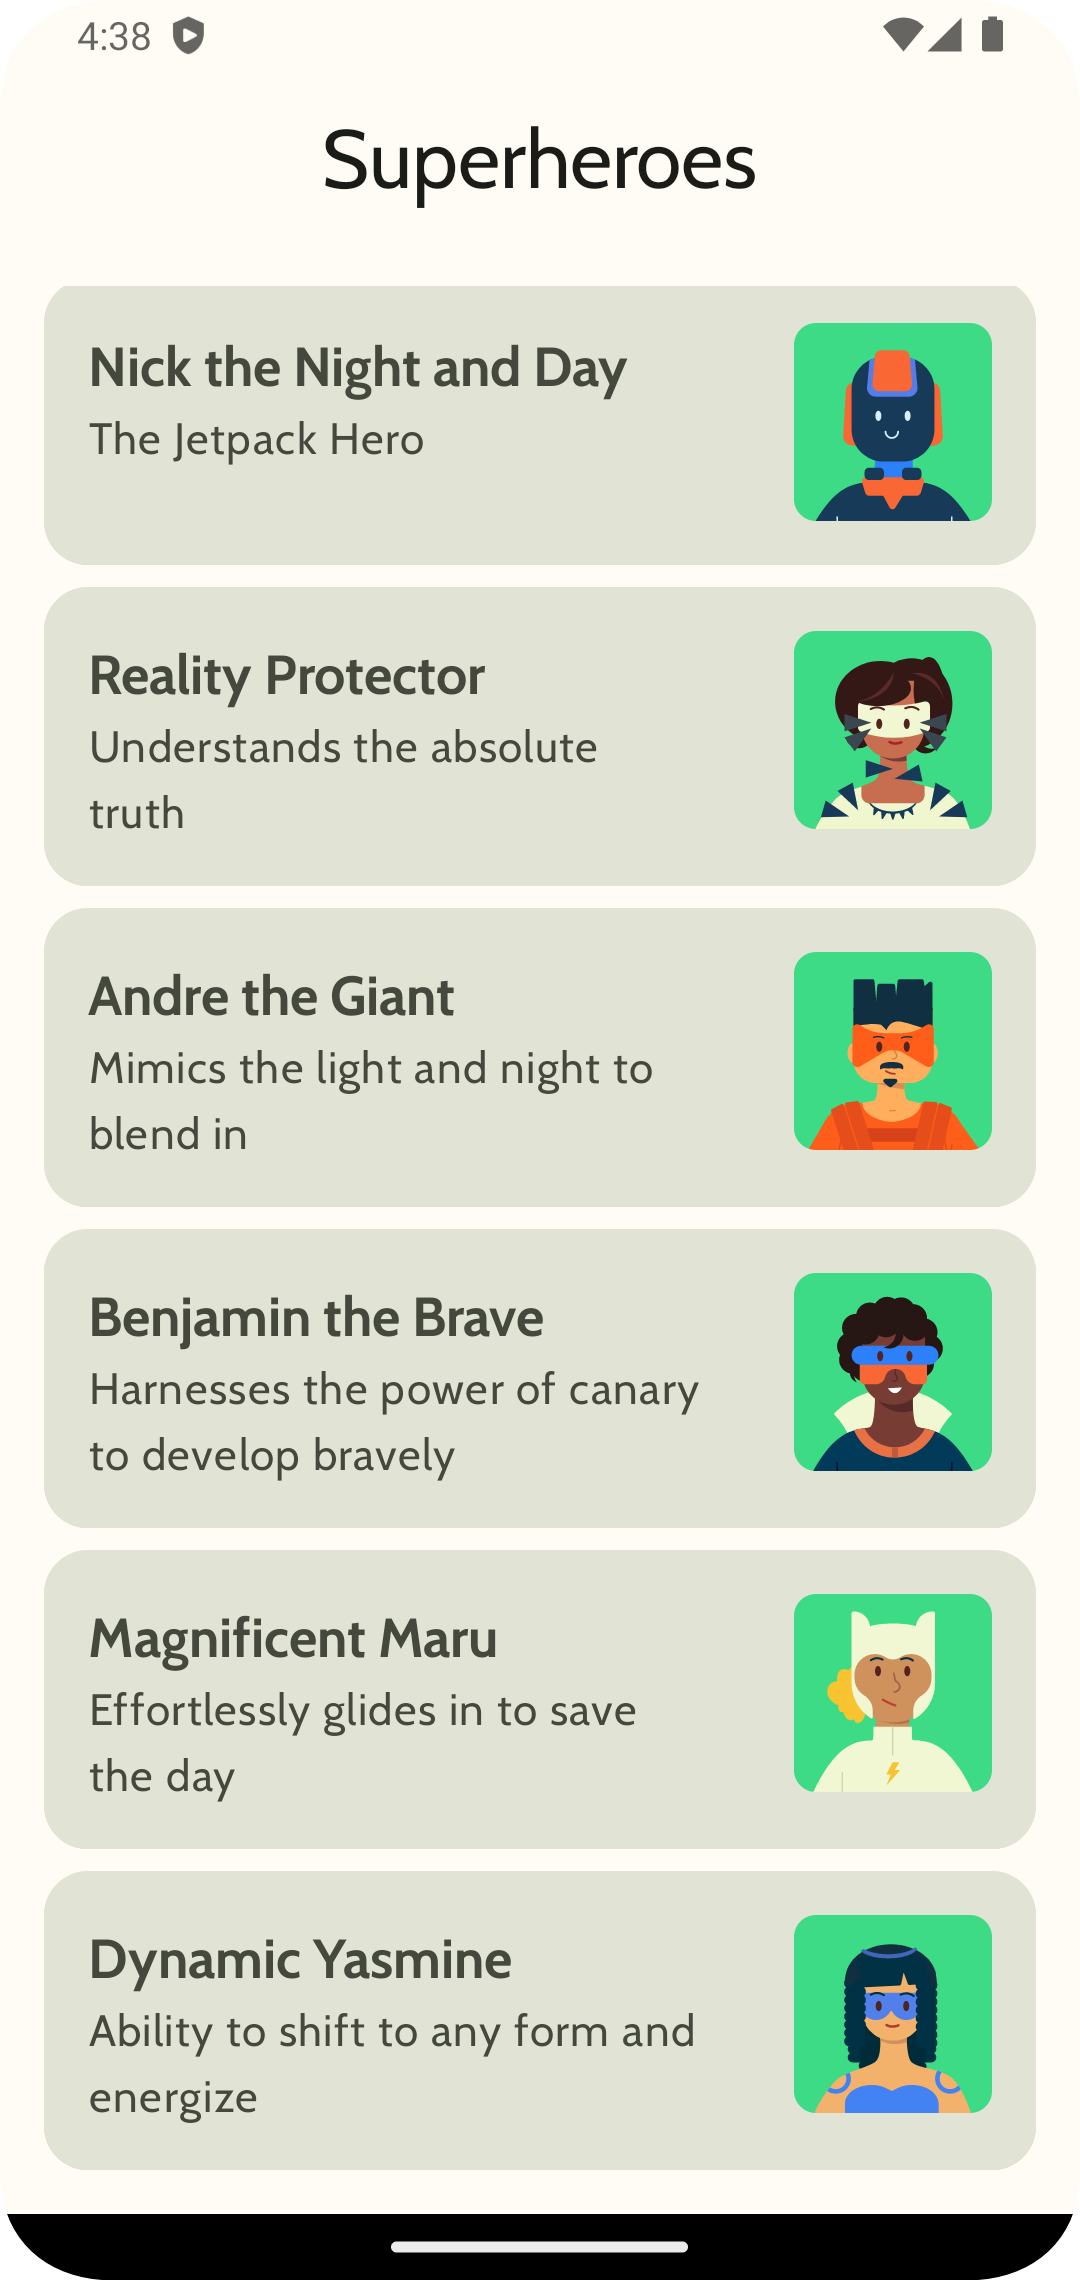 4:38
Superheroes
Nick the Night and Day
The Jetpack Hero
Reality Protector
Understands the absolute
truth
Andre the Giant
Mimics the light and night to
blend in
Benjamin the Brave
Harnesses the power of canary
to develop bravely
Magnificent Maru
Effortlessly glides in to save
the day
Dynamic Yasmine
Ability to shift to any form and
energize